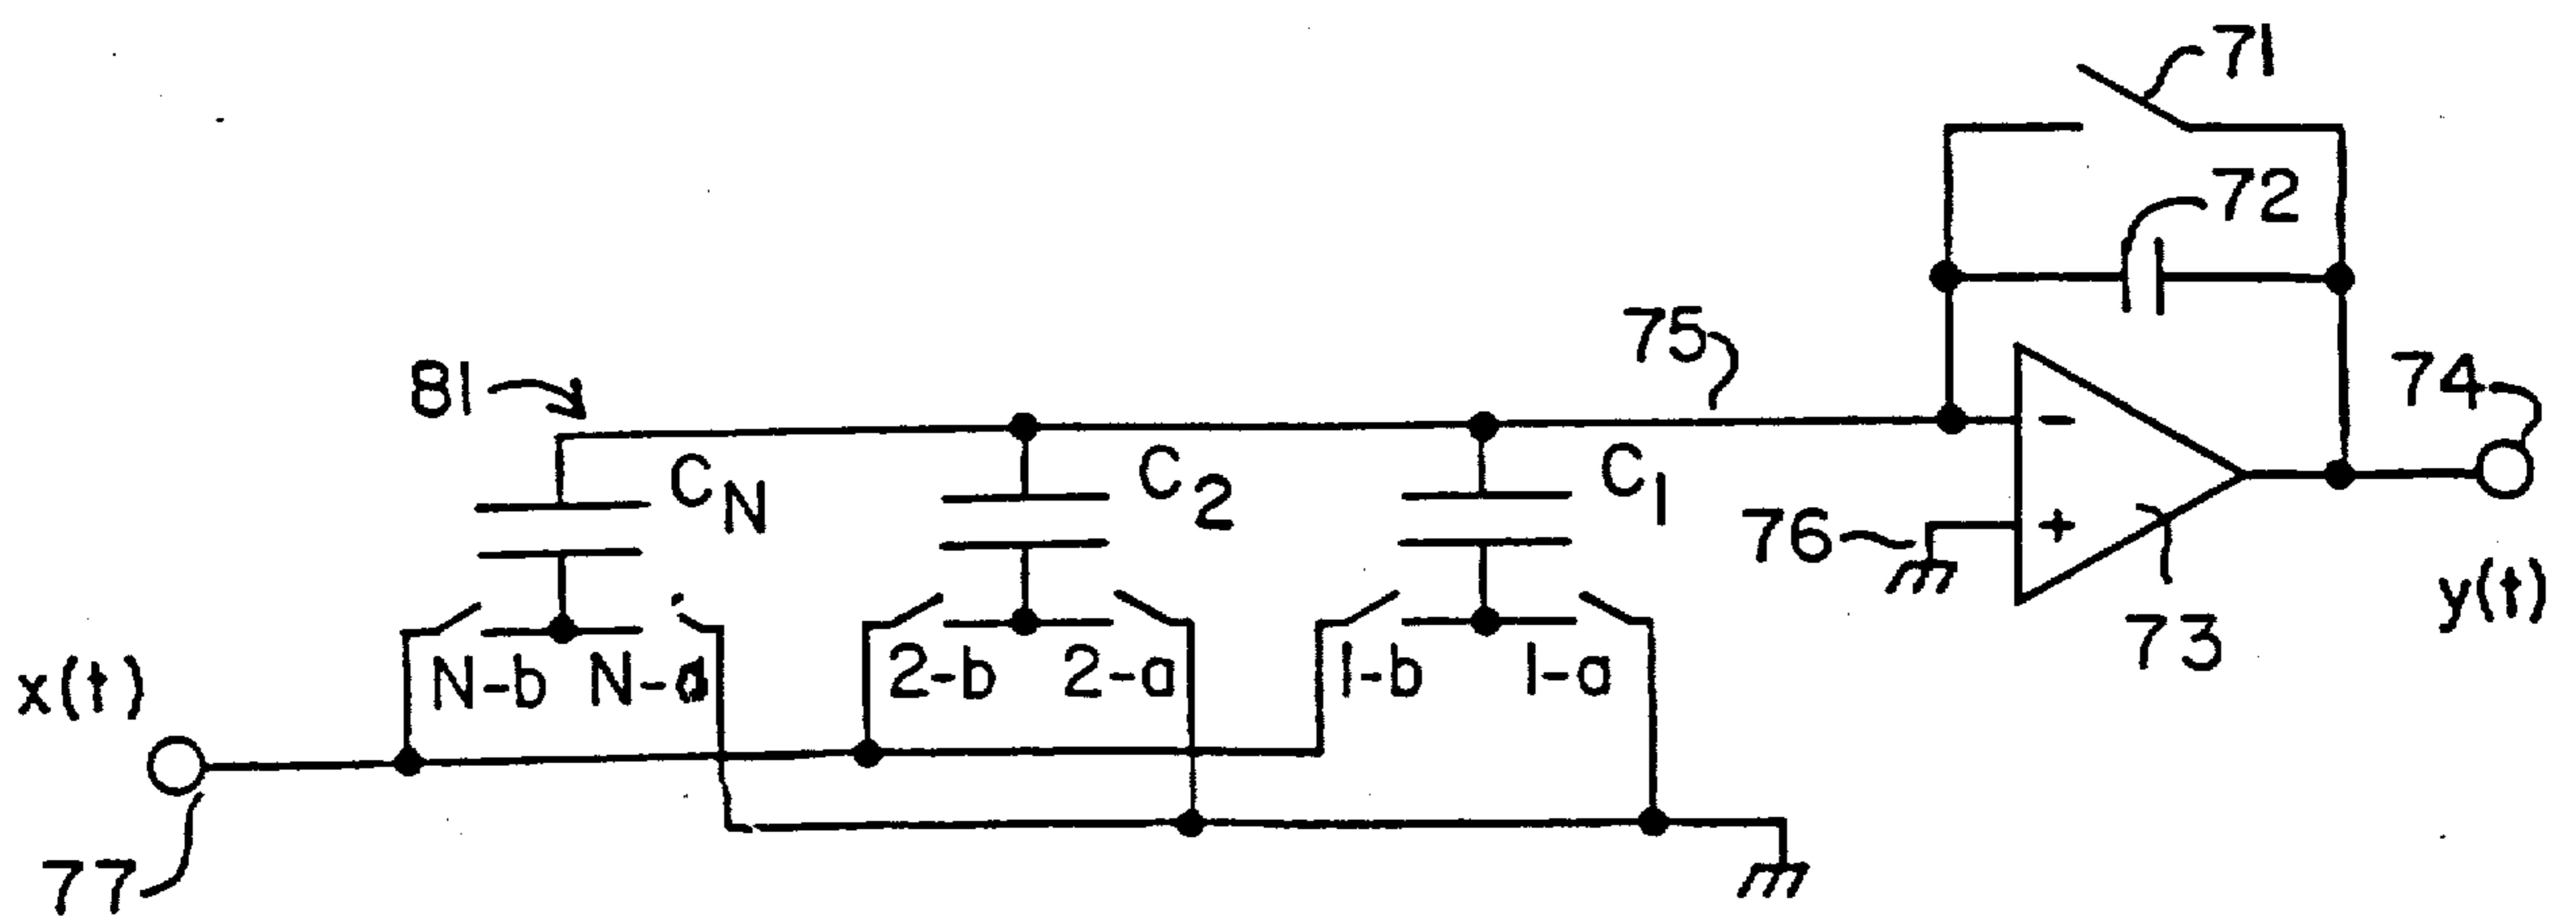 71
72
75
74
81
C_N
C_2
C_1
-
76
+
N-b N-a
2-b 2-a
1-b 1-a
x(t)
y(t)
73
77